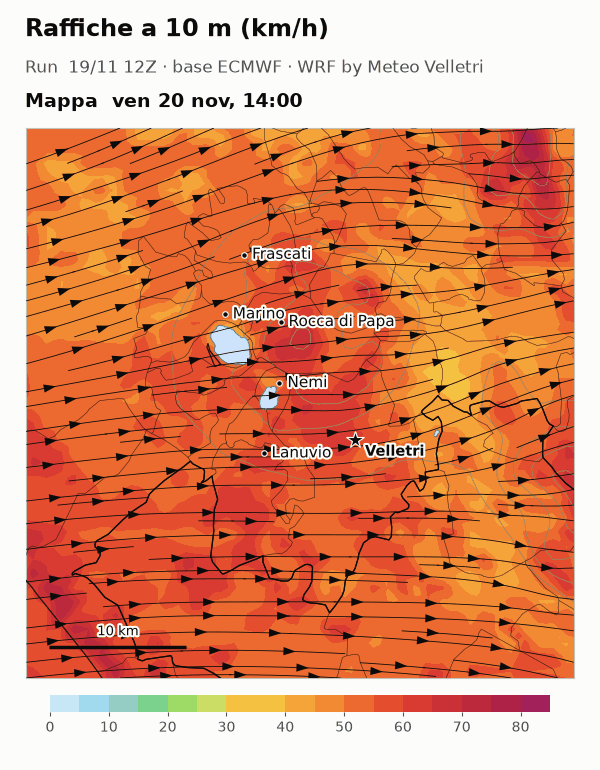 Raffiche a 10 m (km/h)
Run 19/11 12Z · base ECMWF · WRF by Meteo Velletri
Mappa ven 20 nov, 14:00
Frascati
Marino
Rocca di Papa
Nemi
Velletri
Lanuvio
10 km
0 10 20 30 40 50 60 70 80